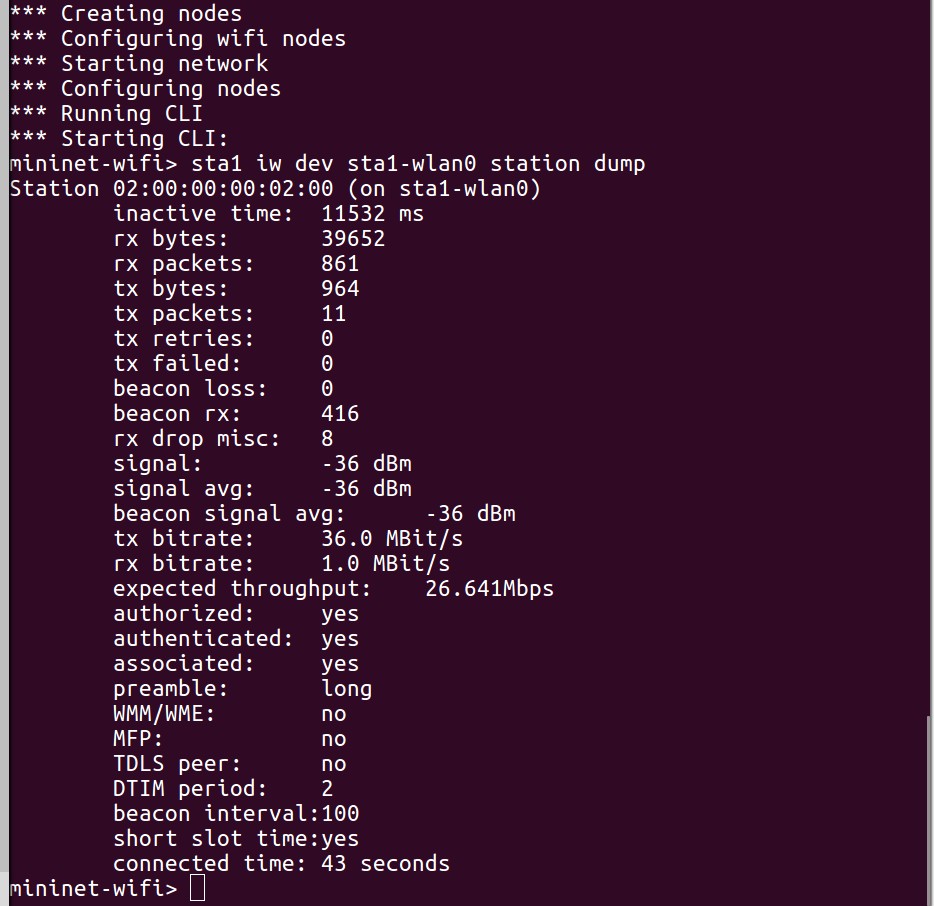 *** Creating nodes
*** Configuring wifi nodes
*** Starting network
*** Configuring nodes
*** Running CLI
*** Starting CLI:
mininet-wifi> sta1 iw dev sta1-wlan0 station dump
Station 02:00:00:00:02:00 (on sta1-wlan0)
inactive time: 11532 ms
rx bytes: 39652
rx packets: 861
tx bytes: 964
tx packets: 11
tx retries: 0
tx failed: 0
beacon loss: 0
beacon rx: 416
rx drop misc: 8
signal: -36 dBm
signal avg: -36 dBm
beacon signal avg: -36 dBm
tx bitrate: 36.0 MBit/s
rx bitrate: 1.0 MBit/s
expected throughput: 26.641Mbps
authorized: yes
authenticated: yes
associated: yes
preamble: long
WMM/WME: no
MFP: no
TDLS peer: no
DTIM period: 2
beacon interval:100
short slot time:yes
connected time: 43 seconds
mininet-wifi>